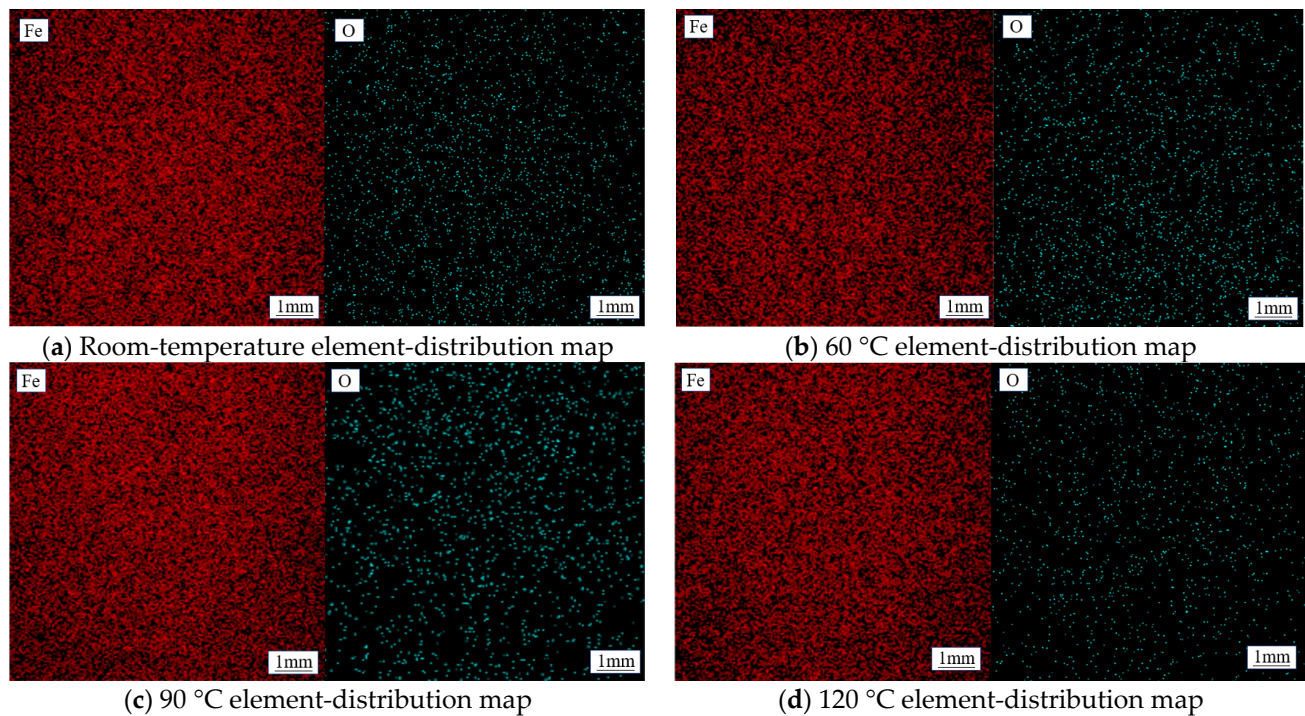 Fe
O
Fe
O
1mm
1mm
1mm
1mm
(a) Room-temperature element-distribution map
(b) 60 °C element-distribution map
Fe
O
Fe
O
1mm
1mm
1mm
1mm
(c) 90 °C element-distribution map
(d) 120 °C element-distribution map